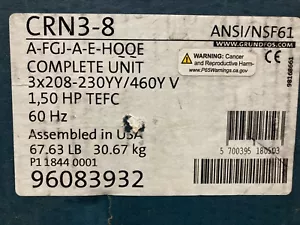 CRN3-8
ANSI/NSF61
A-FGJ-A-E-HQQE
WWW.GRUNDFOS.COM
COMPLETE UNIT
WARNING:
Cancer and Reproductive Harm-
www.P65Warnings.ca.gov
3x208-230YY/460Y V
1,50 HP TEFC
60 Hz
Assembled in USA
67.63 LB 30.67 kg
P1 1844 0001
96083932
5 700395 180503